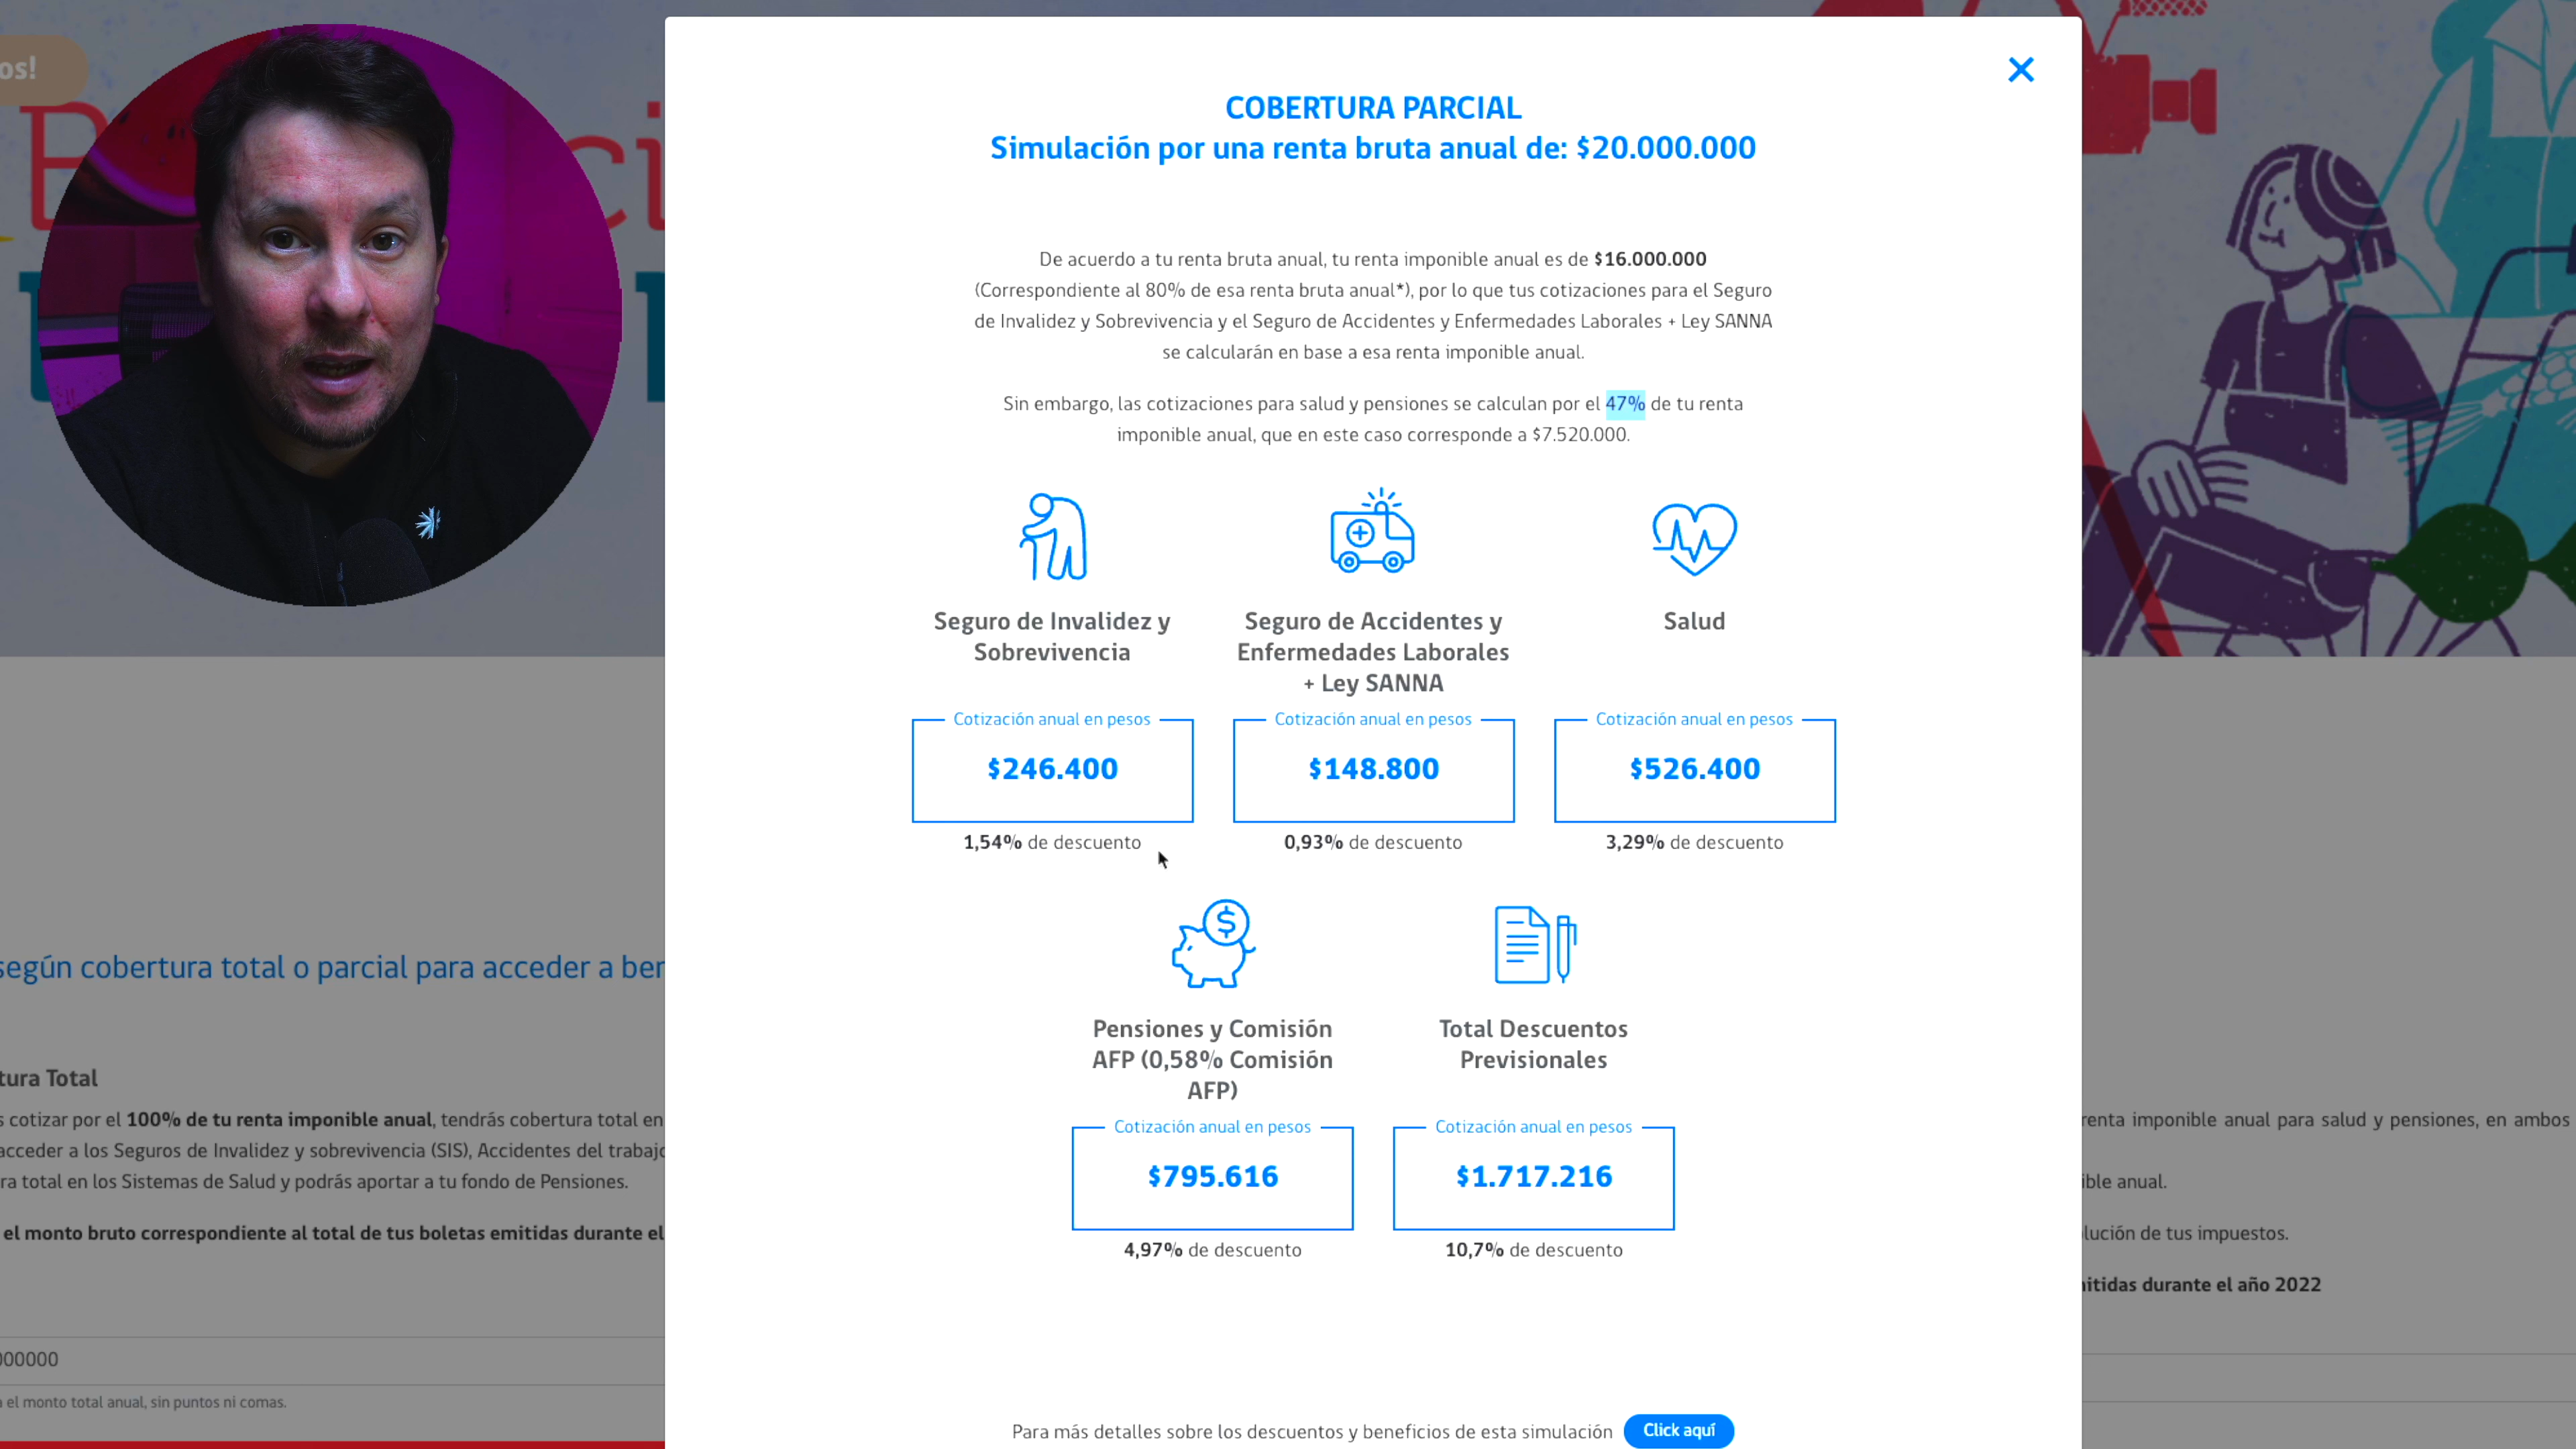 os!
COBERTURA PARCIAL
Simulación por una renta bruta anual de: $20.000.000
De acuerdo a tu renta bruta anual, tu renta imponible anual es de $16.000.000
(Correspondiente al 80% de esa renta bruta anual*), por lo que tus cotizaciones para el Seguro
de Invalidez y Sobrevivencia y el Seguro de Accidentes y Enfermedades Laborales + Ley SANNA
se calcularán en base a esa renta imponible anual.
Sin embargo, las cotizaciones para salud y pensiones se calculan por el 47% de tu renta
imponible anual, que en este caso corresponde a $7.520.000.
Seguro de Invalidez y
Sobrevivencia
Cotización anual en pesos
$246.400
1,54% de descuento
Seguro de Accidentes y
Enfermedades Laborales
+ Ley SANNA
Cotización anual en pesos
$148.800
0,93% de descuento
Salud
Cotización anual en pesos
$526.400
3,29% de descuento
Pensiones y Comisión
AFP (0,58% Comisión
AFP)
Cotización anual en pesos
$795.616
4,97% de descuento
Total Descuentos
Previsionales
Cotización anual en pesos
$1.717.216
10,7% de descuento
Para más detalles sobre los descuentos y beneficios de esta simulación
Click aquí
según cobertura total o parcial para acceder a ber
tura Total
s cotizar por el 100% de tu renta imponible anual, tendrás cobertura total en
acceder a los Seguros de Invalidez y sobrevivencia (SIS), Accidentes del trabajo
ra total en los Sistemas de Salud y podrás aportar a tu fondo de Pensiones.
el monto bruto correspondiente al total de tus boletas emitidas durante el
000000
el monto total anual, sin puntos ni comas.
renta imponible anual para salud y pensiones, en ambos
ible anual.
lución de tus impuestos.
itidas durante el año 2022